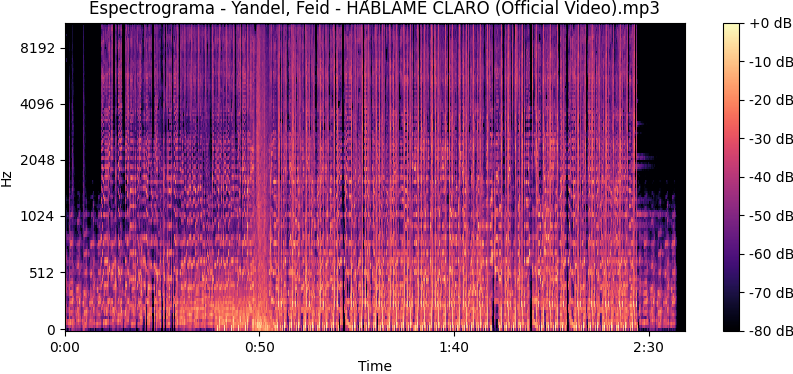 Espectrograma - Yandel, Feid - HÁBLAME CLARO (Official Video).mp3
8192
4096
2048
1024
512
0
Hz
0:00
0:50
1:40
2:30
Time
+0 dB
-10 dB
-20 dB
-30 dB
-40 dB
-50 dB
-60 dB
-70 dB
-80 dB